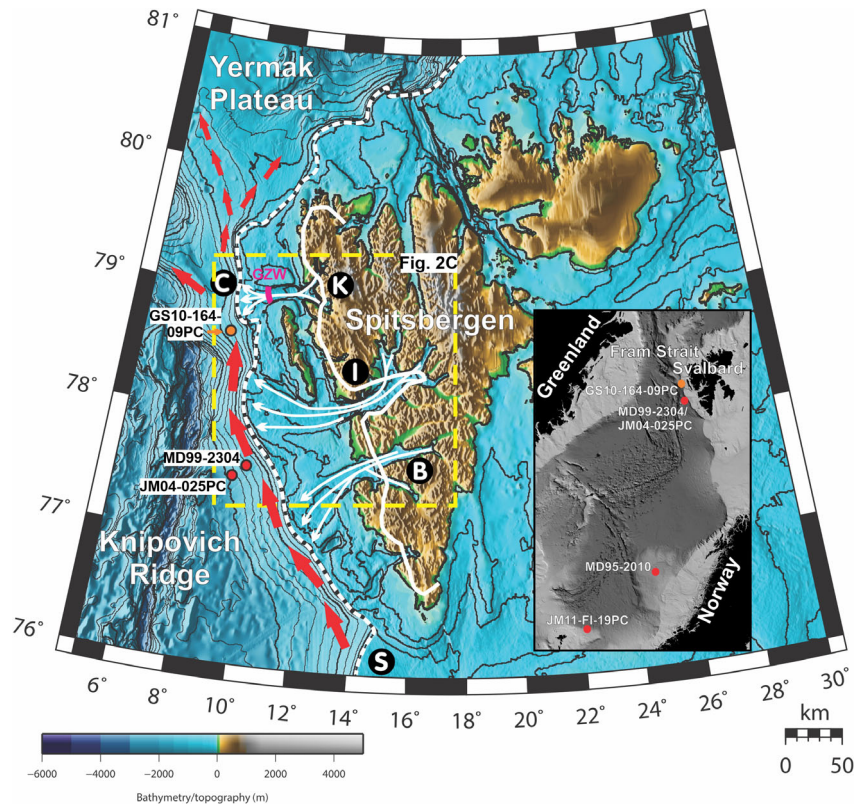 81°
80°
79°
78°
77°
76°
Yermak
Plateau
Fig. 2C
GZW
C
K
GS10-164-
09PC
Spitsbergen
I
MD99-2304
JM04-025PC
B
Knipovich
Ridge
S
Greenland
Fram Strait
Svalbard
GS10-164-09PC
MD99-2304/
JM04-025PC
MD95-2010
Norway
JM11-FI-19PC
6°
8°
10°
12°
14°
16°
18°
20°
22°
24°
26°
28°
30°
km
0 50
−6000 −4000 −2000 0 2000 4000
Bathymetry/topography (m)